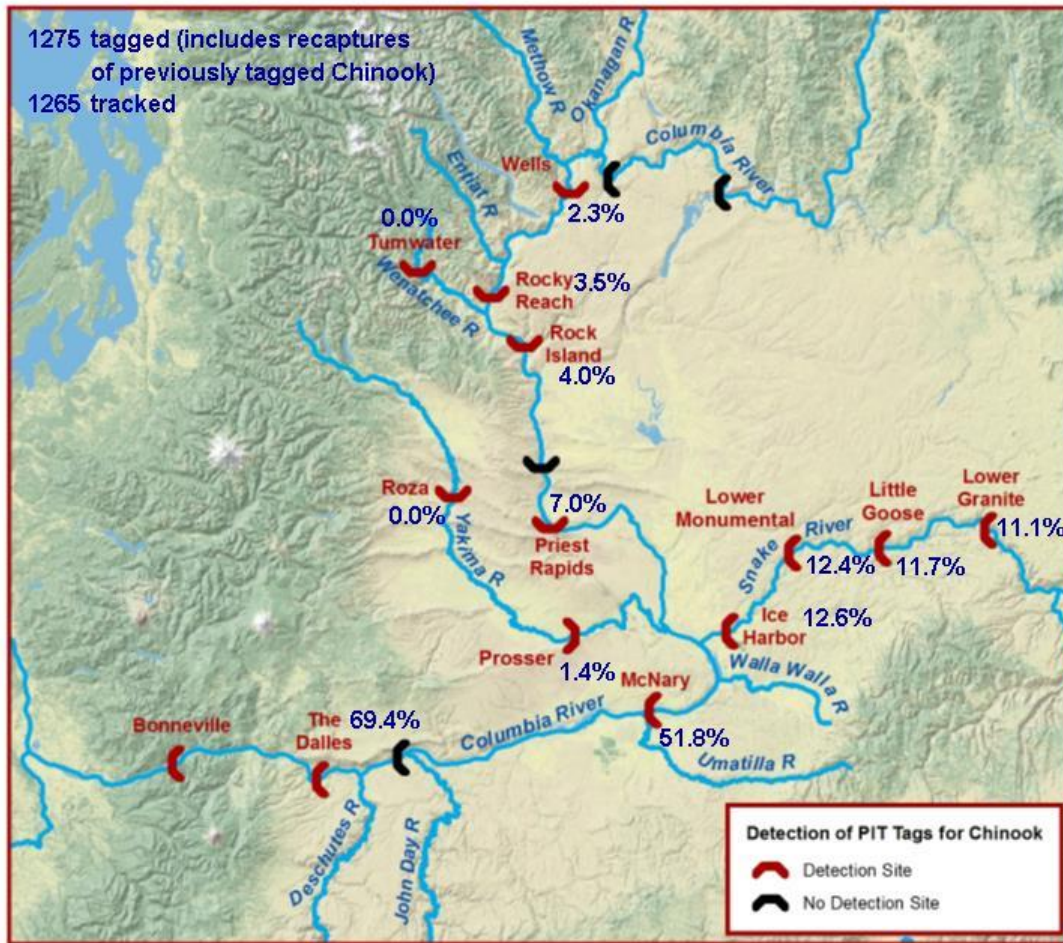 1275 tagged (includes recaptures
of previously tagged Chinook)
1265 tracked
Methow R
Okanagan R
Columbia River
Wells
2.3%
Entiat R
0.0%
Tumwater
Wenatchee R
Rocky
Reach
3.5%
Rock
Island
4.0%
Roza
0.0%
Yakima R
7.0%
Priest
Rapids
Lower
Monumental
12.4%
Little
Goose
11.7%
Lower
Granite
11.1%
Snake River
Ice
Harbor
12.6%
Prosser
1.4%
Walla Walla R
McNary
51.8%
Umatilla R
Columbia River
Bonneville
The
Dalles
69.4%
Deschutes R
John Day R
Detection of PIT Tags for Chinook
Detection Site
No Detection Site